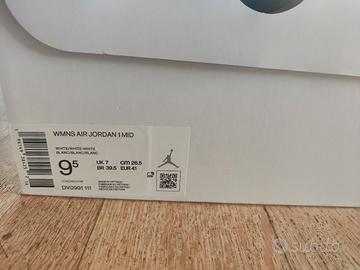 WMNS AIR JORDAN 1 MID
WHITE/WHITE-WHITE
BLANC/BLANC/BLANC
9.5
UK 7 CM 26.5
BR 39.5 EUR 41
DV0991 111
subito